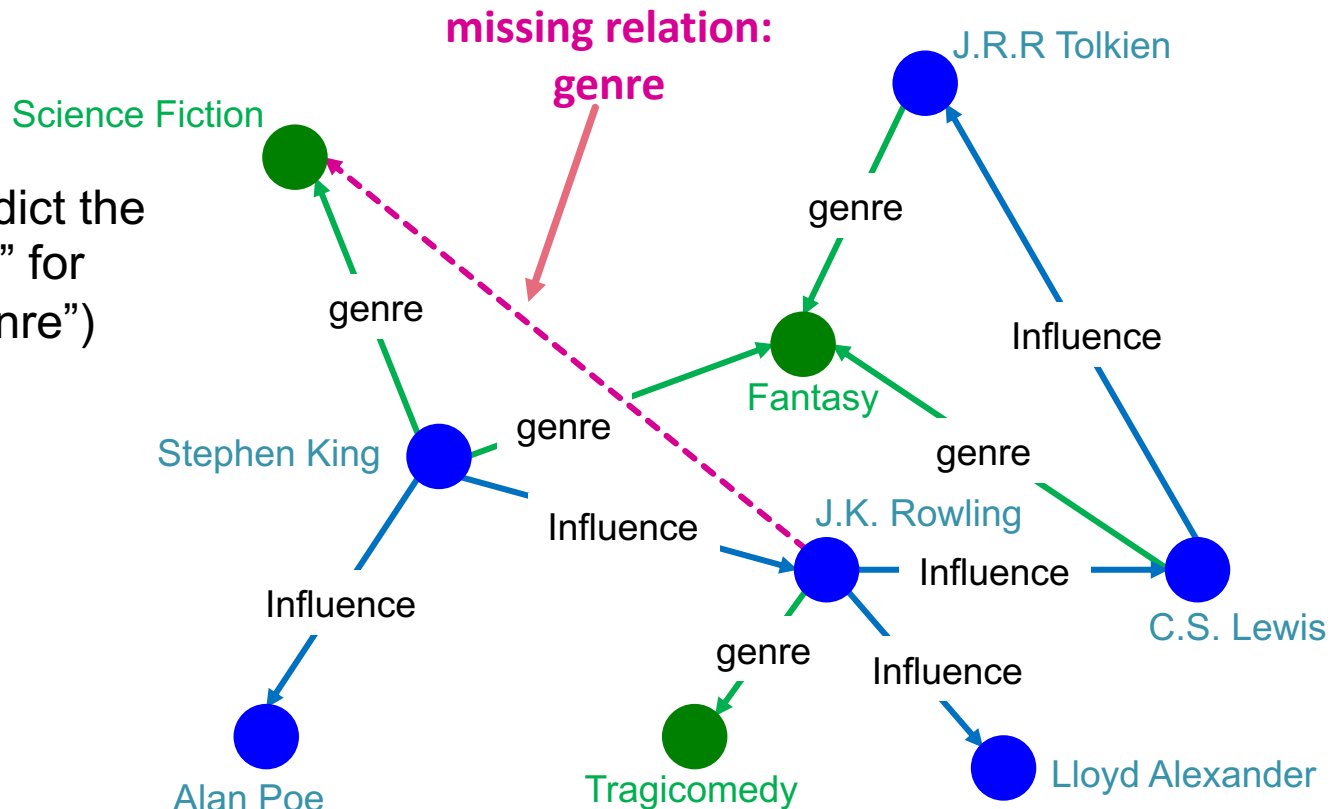 missing relation:
genre
J.R.R Tolkien
Science Fiction
dict the
” for
nre”)
genre
genre
Influence
Fantasy
genre
Stephen King
genre
J.K. Rowling
Influence
Influence
Influence
C.S. Lewis
genre
Influence
Tragicomedy
Lloyd Alexander
Alan Poe